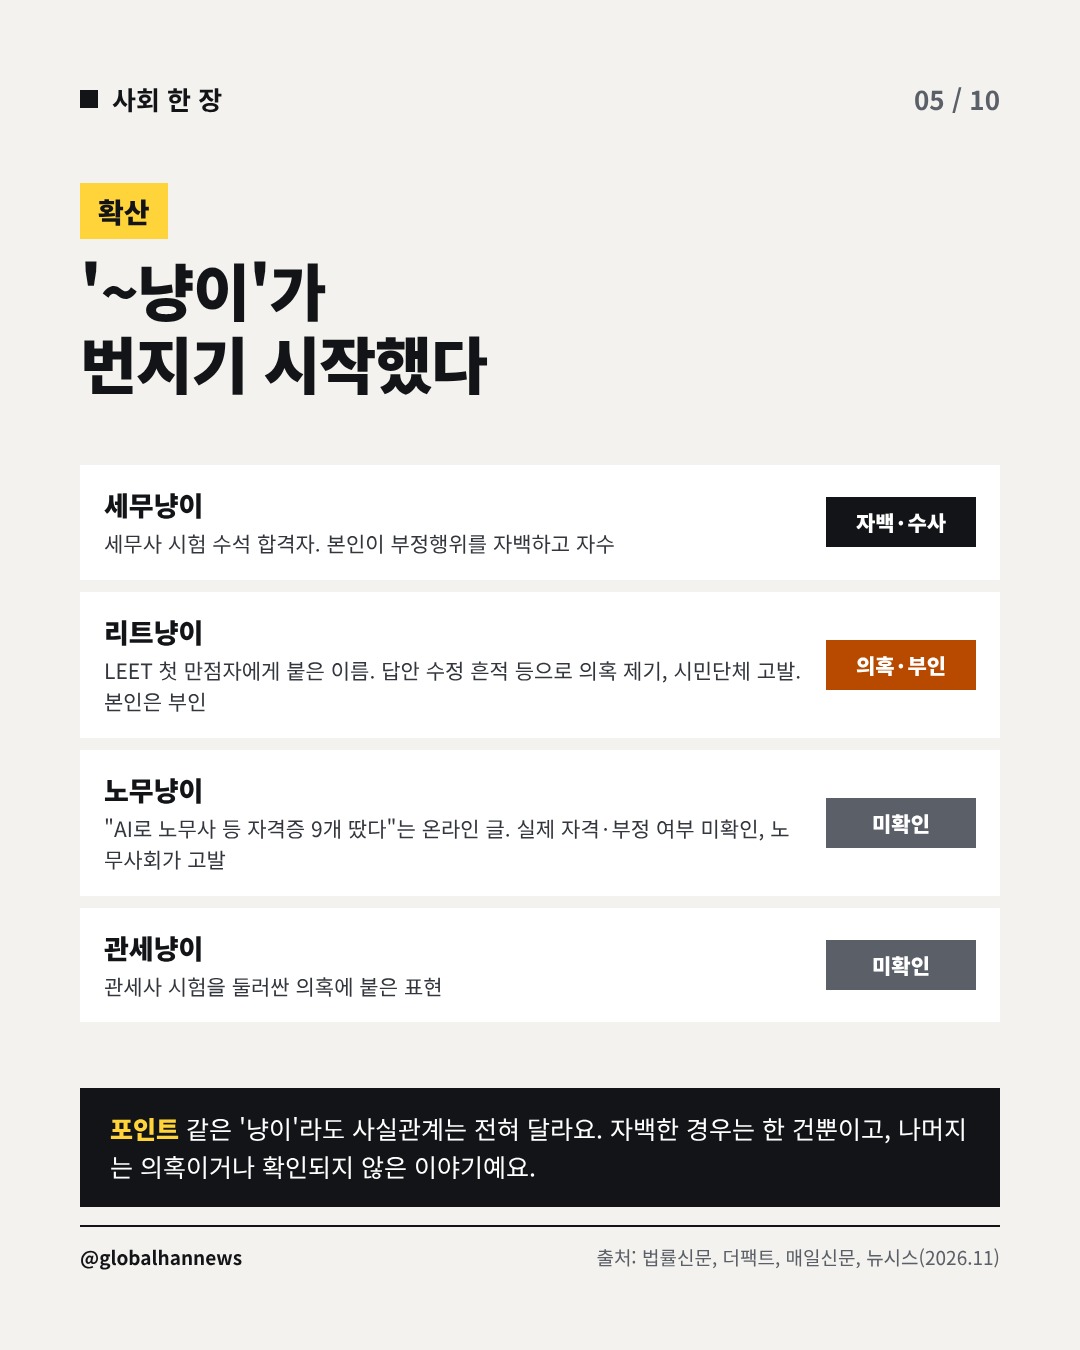 ■ 사회 한 장
05 / 10
확산
'~냥이'가
번지기 시작했다
세무냥이
세무사 시험 수석 합격자. 본인이 부정행위를 자백하고 자수
자백·수사
리트냥이
LEET 첫 만점자에게 붙은 이름. 답안 수정 흔적 등으로 의혹 제기, 시민단체 고발.
본인은 부인
의혹·부인
노무냥이
"AI로 노무사 등 자격증 9개 땄다"는 온라인 글. 실제 자격·부정 여부 미확인, 노
무사회가 고발
미확인
관세냥이
관세사 시험을 둘러싼 의혹에 붙은 표현
미확인
포인트 같은 '냥이'라도 사실관계는 전혀 달라요. 자백한 경우는 한 건뿐이고, 나머지
는 의혹이거나 확인되지 않은 이야기예요.
@globalhannews
출처: 법률신문, 더팩트, 매일신문, 뉴시스(2026.11)